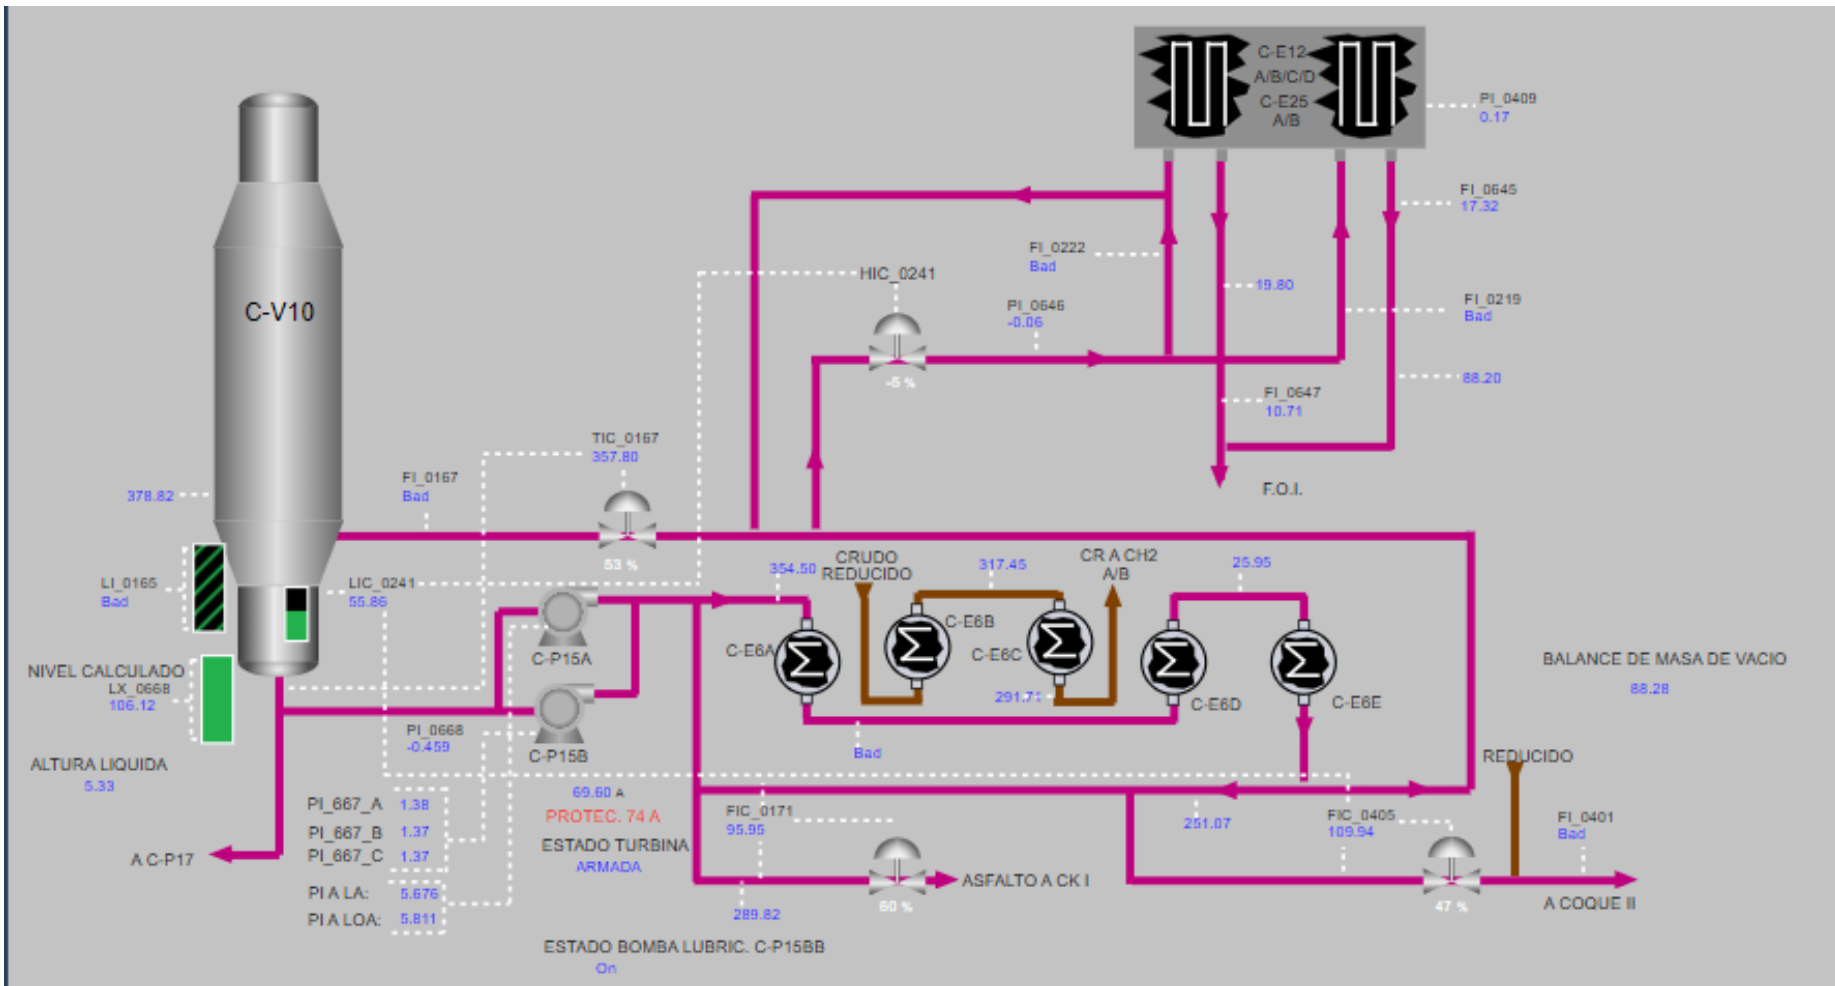 C-E12
A/B/C/D
C-E25
A/B
PI_0409
0.17
FI_0645
17.32
FI_0222
Bad
HIC_0241
19.80
C-V10
PI_0646
-0.06
FI_0219
Bad
-5 %
88.20
FI_0647
10.71
TIC_0167
357.80
FI_0167
Bad
378.82
F.O.I.
53 %
CRUDO
REDUCIDO
354.50
317.45
CR A CH2
A/B
25.95
LI_0165
Bad
LIC_0241
55.86
C-E6A
C-E6B
C-E6C
C-P15A
NIVEL CALCULADO
LX_0668
106.12
291.71
C-E6D
C-E6E
BALANCE DE MASA DE VACIO
88.28
PI_0668
-0.459
C-P15B
Bad
REDUCIDO
ALTURA LIQUIDA
5.33
69.60 A
PROTEC. 74 A
PI_667_A 1.38
PI_667_B 1.37
PI_667_C 1.37
FIC_0171
95.95
251.07
FIC_0405
109.94
FI_0401
Bad
ESTADO TURBINA
ARMADA
A C-P17
PI A LA: 5.676
PI A LOA: 5.811
ASFALTO A CK I
60 %
289.82
47 %
A COQUE II
ESTADO BOMBA LUBRIC. C-P15BB
On